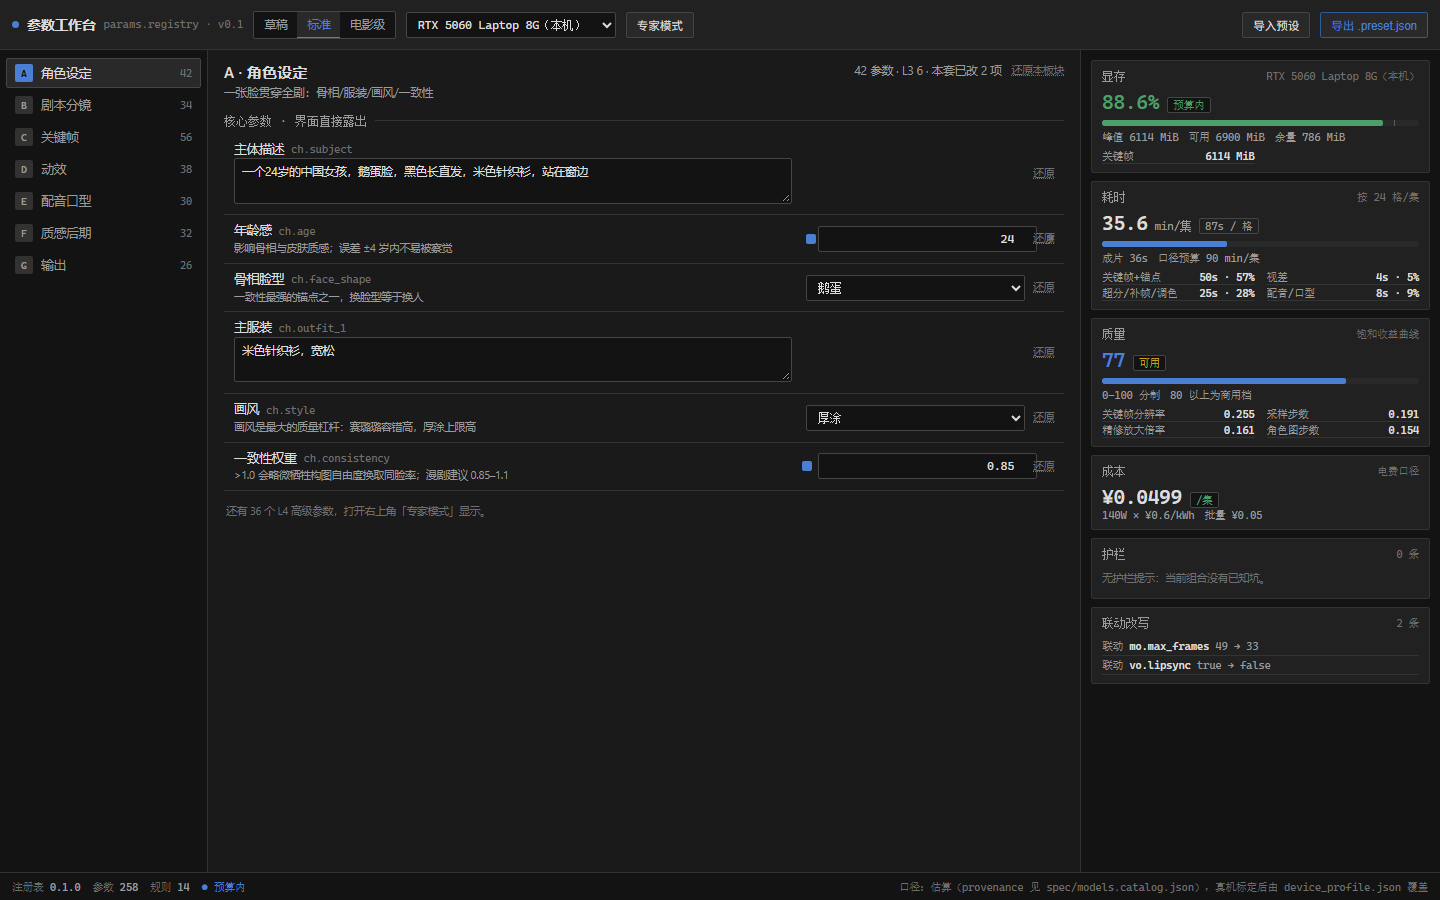 参数工作台 params.registry · v0.1 草稿 标准 电影级 RTX 5060 Laptop 8G（本机） 专家模式 导入预设 导出 .preset.json
A 角色设定 42
B 剧本分镜 34
C 关键帧 56
D 动效 38
E 配音口型 30
F 质感后期 32
G 输出 26
A · 角色设定 42 参数 · L3 6 · 本套已改 2 项 还原本板块
一张脸贯穿全剧：骨相/服装/画风/一致性
核心参数 · 界面直接露出
主体描述 ch.subject
一个24岁的中国女孩，鹅蛋脸，黑色长直发，米色针织衫，站在窗边 还原
年龄感 ch.age
影响骨相与皮肤质感；误差 ±4 岁内不易被察觉
24 还原
骨相脸型 ch.face_shape
一致性最强的锚点之一，换脸型等于换人
鹅蛋 还原
主服装 ch.outfit_1
米色针织衫，宽松 还原
画风 ch.style
画风是最大的质量杠杆：赛璐璐容错高，厚涂上限高
厚涂 还原
一致性权重 ch.consistency
>1.0 会略微牺牲构图自由度换取同脸率；漫剧建议 0.85–1.1
0.85 还原
还有 36 个 L4 高级参数，打开右上角「专家模式」显示。
显存 RTX 5060 Laptop 8G（本机）
88.6% 预算内
峰值 6114 MiB 可用 6900 MiB 余量 786 MiB
关键帧 6114 MiB
耗时 按 24 格/集
35.6 min/集 87s / 格
成片 36s 口径预算 90 min/集
关键帧+锚点 50s · 57% 视差 4s · 5%
超分/补帧/调色 25s · 28% 配音/口型 8s · 9%
质量 饱和收益曲线
77 可用
0–100 分制 80 以上为商用档
关键帧分辨率 0.255 采样步数 0.191
精修放大倍率 0.161 角色图步数 0.154
成本 电费口径
¥0.0499 /集
140W × ¥0.6/kWh 批量 ¥0.05
护栏 0 条
无护栏提示：当前组合没有已知坑。
联动改写 2 条
联动 mo.max_frames 49 → 33
联动 vo.lipsync true → false
注册表 0.1.0 参数 258 规则 14 预算内
口径：估算（provenance 见 spec/models.catalog.json），真机标定后由 device_profile.json 覆盖